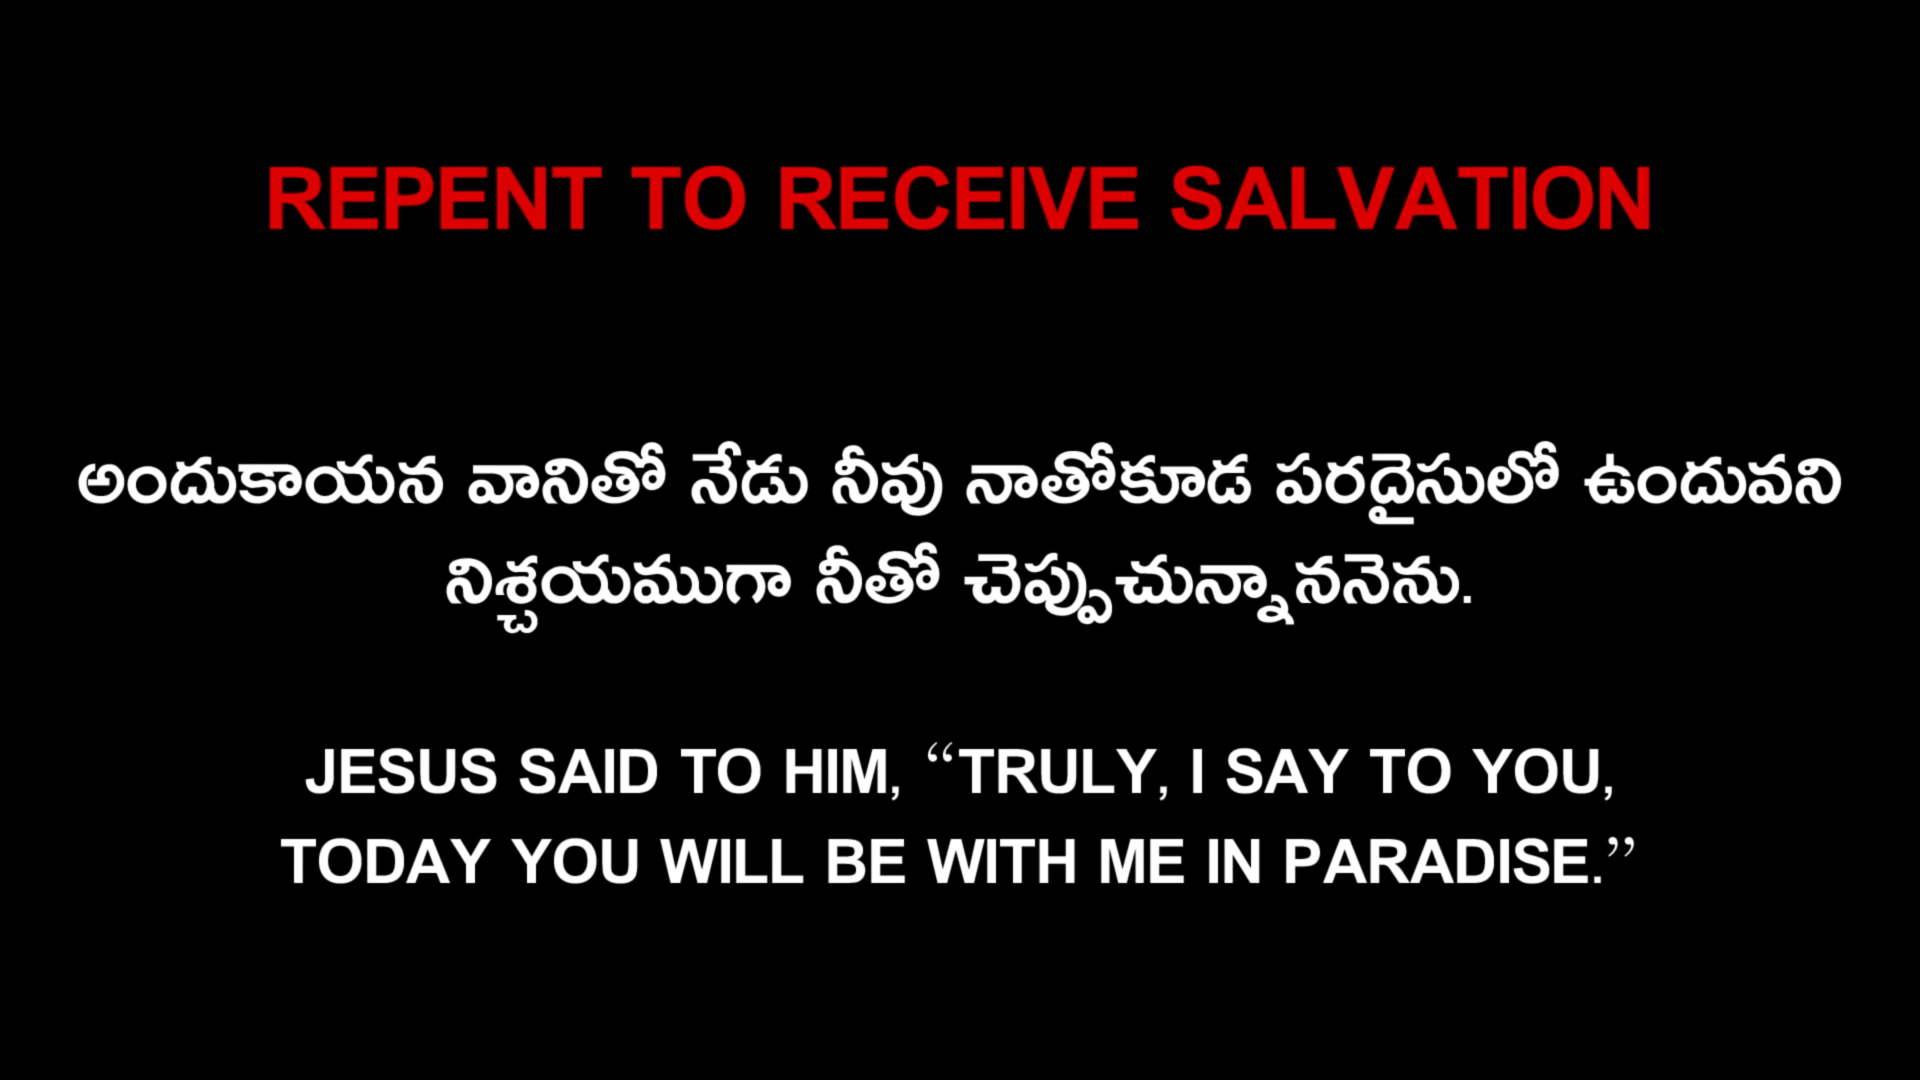 REPENT TO RECEIVE SALVATION
అందుకాయన వానితో నేడు నీవు నాతోకూడ పరదైసులో ఉందువని
నిశ్చయముగా నీతో చెప్పుచున్నాననెను.
JESUS SAID TO HIM, “TRULY, I SAY TO YOU,
TODAY YOU WILL BE WITH ME IN PARADISE.”